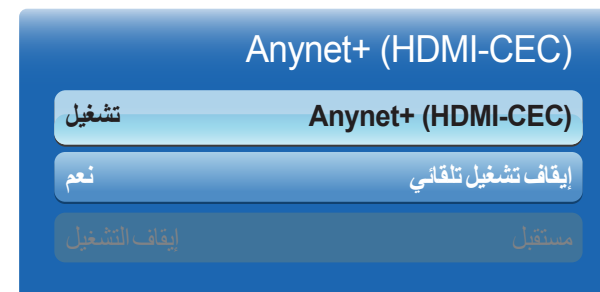 Anynet+ (HDMI-CEC)
Anynet+ (HDMI-CEC) تشغيل
إيقاف تشغيل تلقائي نعم
مستقبل إيقاف التشغيل